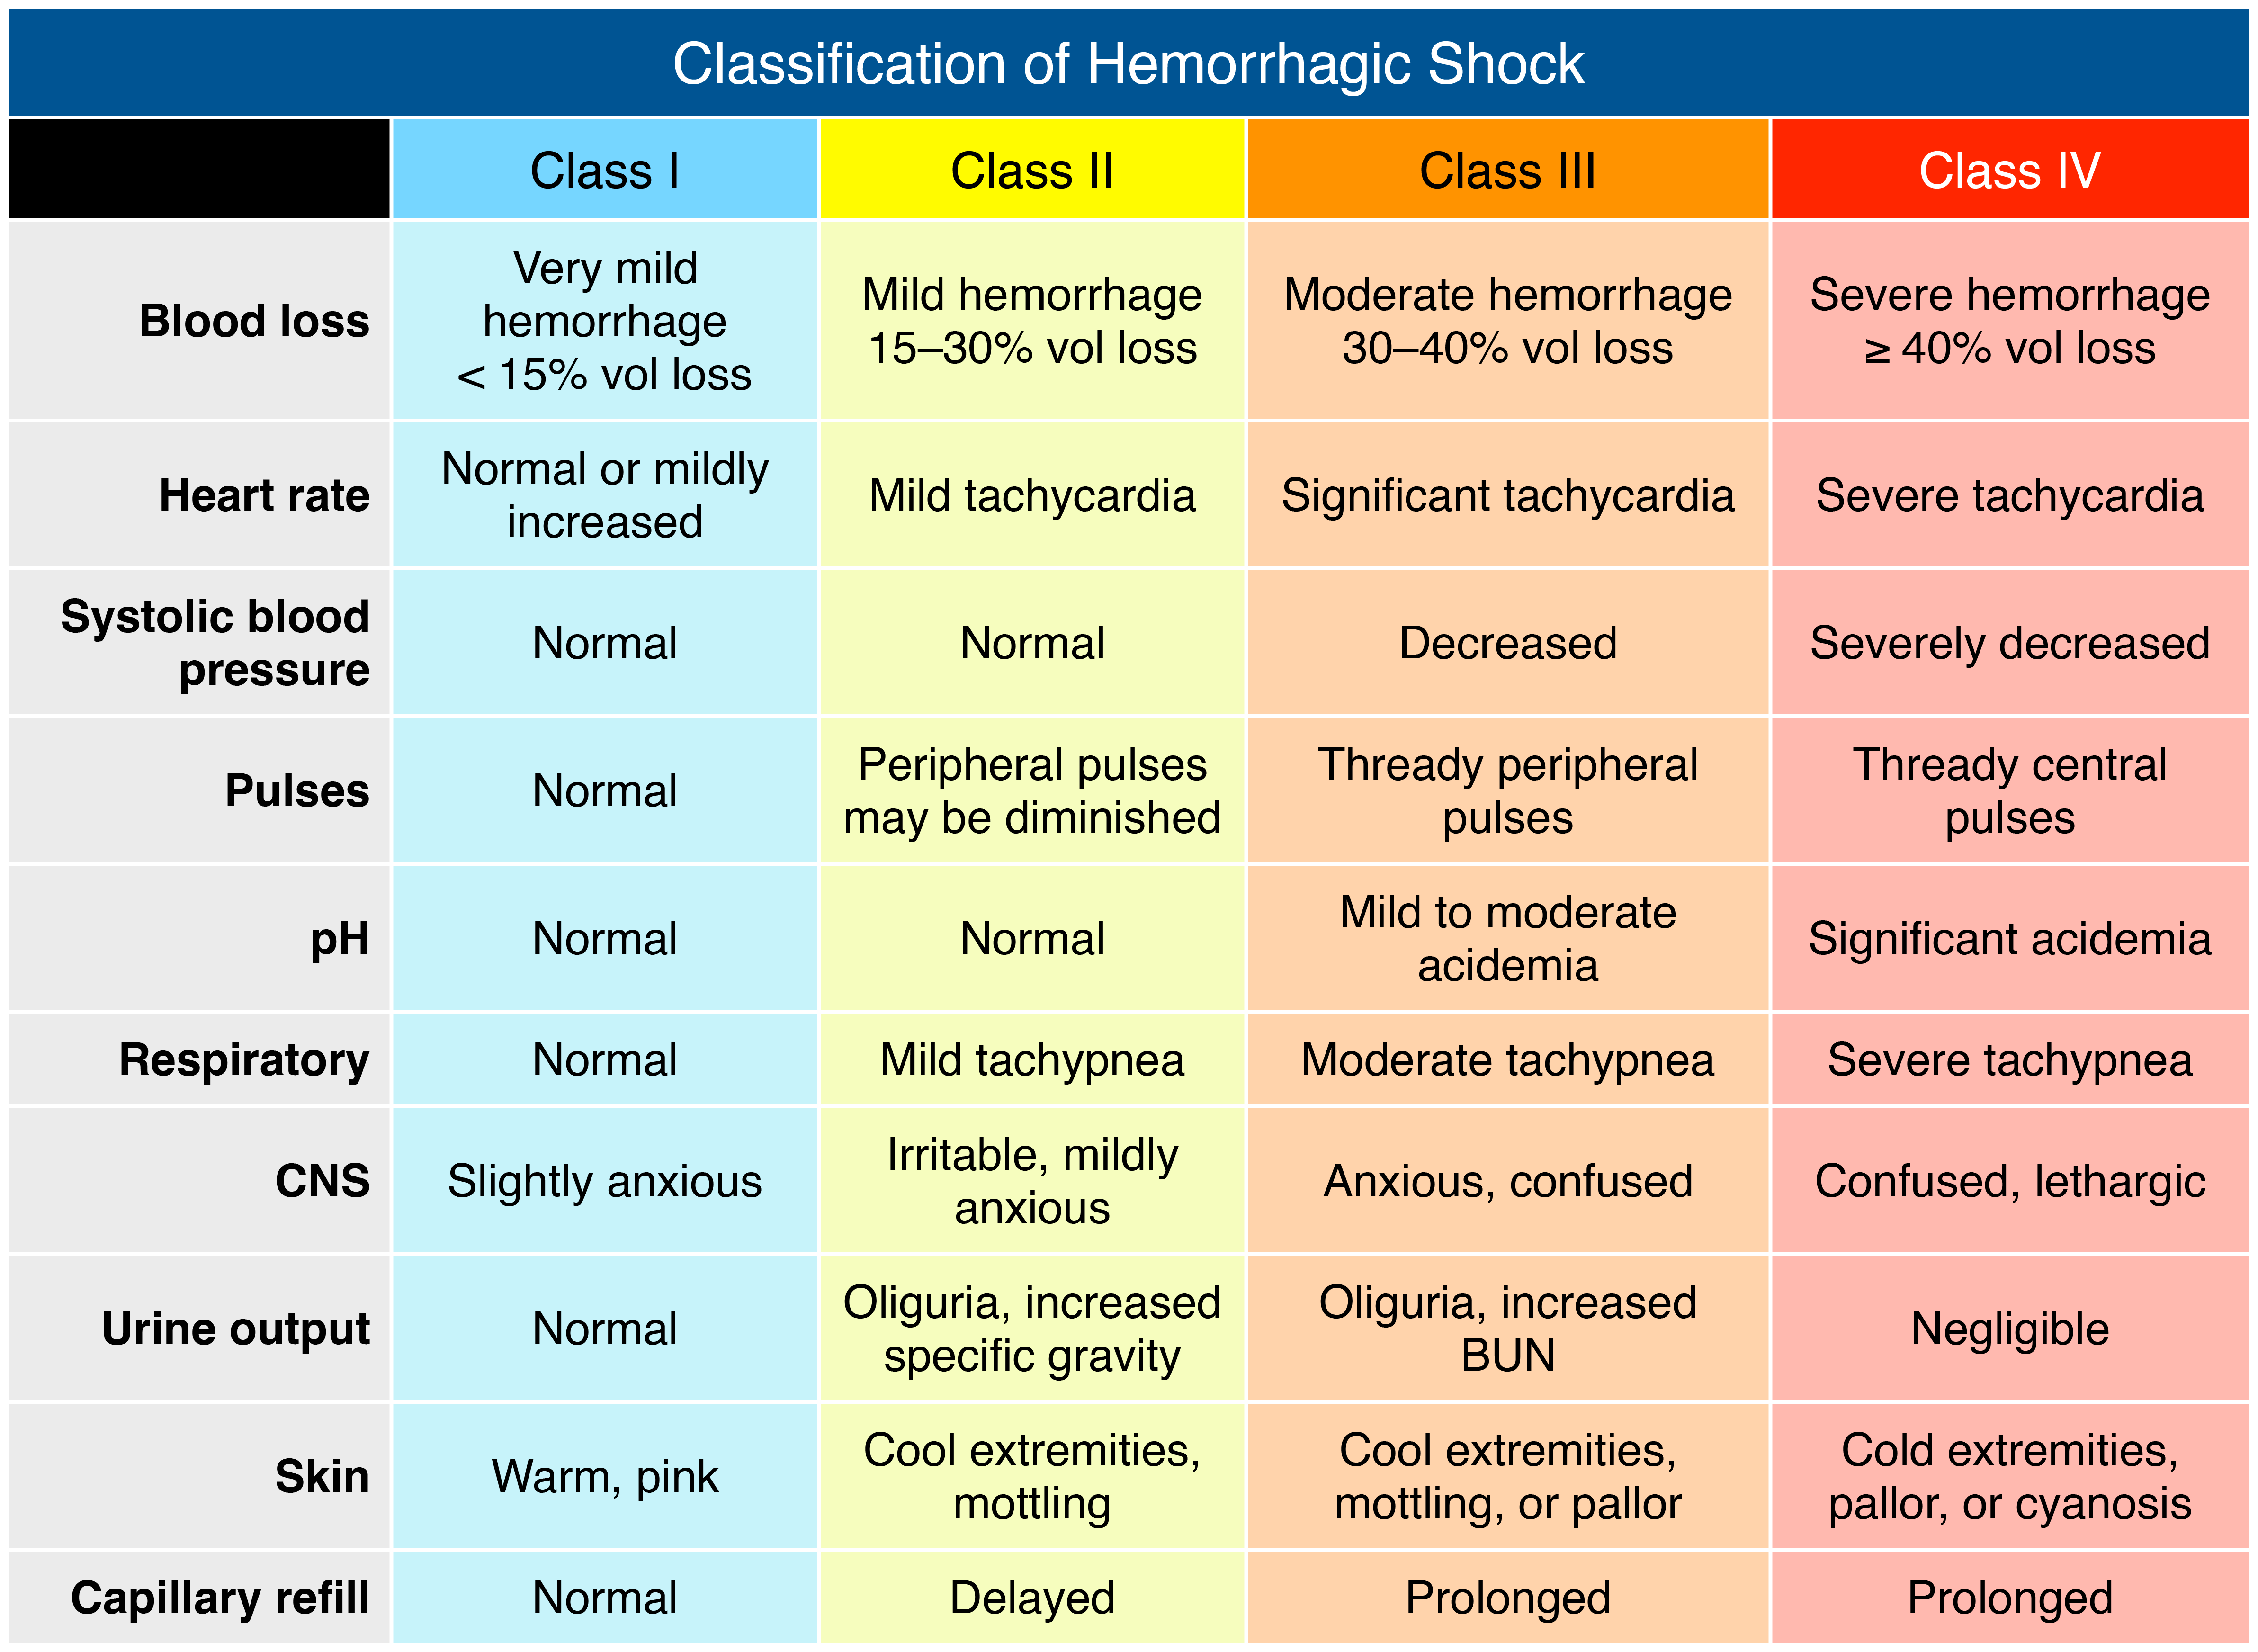 Classification of Hemorrhagic Shock
Class I
Class II
Class III
Class IV
Blood loss
Very mild
hemorrhage
< 15% vol loss
Mild hemorrhage
15–30% vol loss
Moderate hemorrhage
30–40% vol loss
Severe hemorrhage
≥ 40% vol loss
Heart rate
Normal or mildly
increased
Mild tachycardia
Significant tachycardia
Severe tachycardia
Systolic blood
pressure
Normal
Normal
Decreased
Severely decreased
Pulses
Normal
Peripheral pulses
may be diminished
Thready peripheral
pulses
Thready central
pulses
pH
Normal
Normal
Mild to moderate
acidemia
Significant acidemia
Respiratory
Normal
Mild tachypnea
Moderate tachypnea
Severe tachypnea
CNS
Slightly anxious
Irritable, mildly
anxious
Anxious, confused
Confused, lethargic
Urine output
Normal
Oliguria, increased
specific gravity
Oliguria, increased
BUN
Negligible
Skin
Warm, pink
Cool extremities,
mottling
Cool extremities,
mottling, or pallor
Cold extremities,
pallor, or cyanosis
Capillary refill
Normal
Delayed
Prolonged
Prolonged